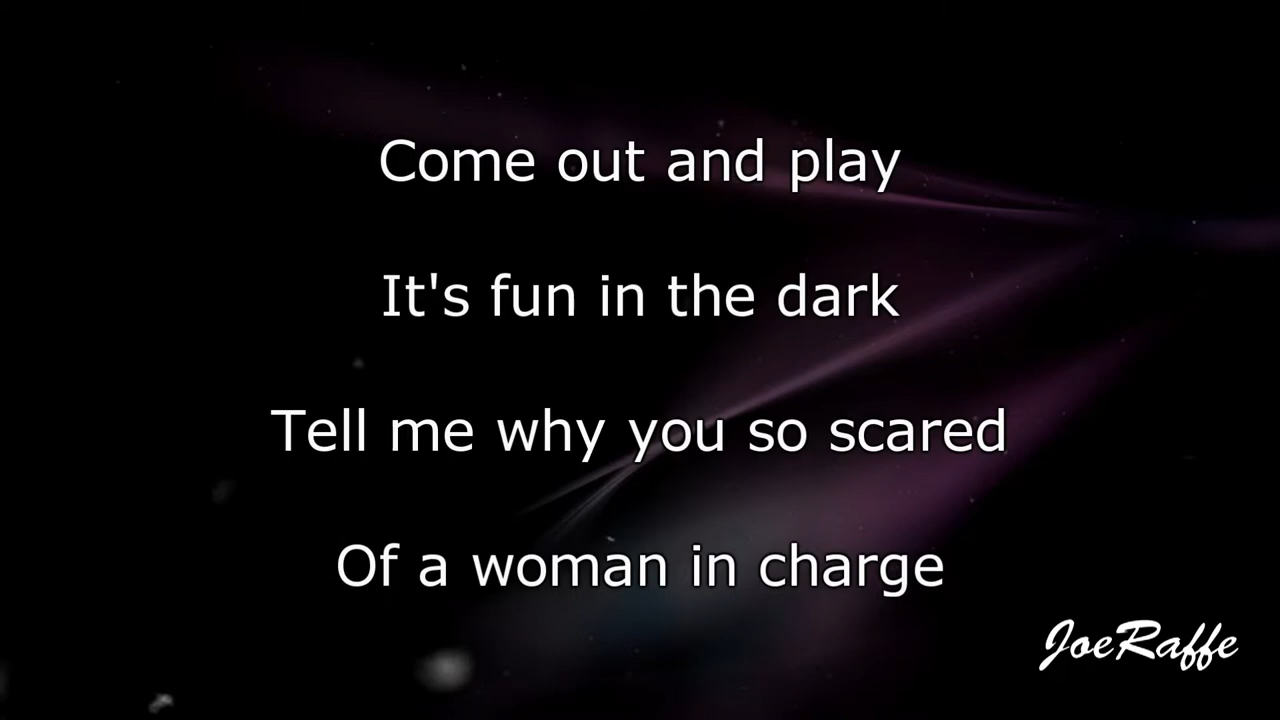 Come out and play
It's fun in the dark
Tell me why you so scared
Of a woman in charge
JoeRaffe